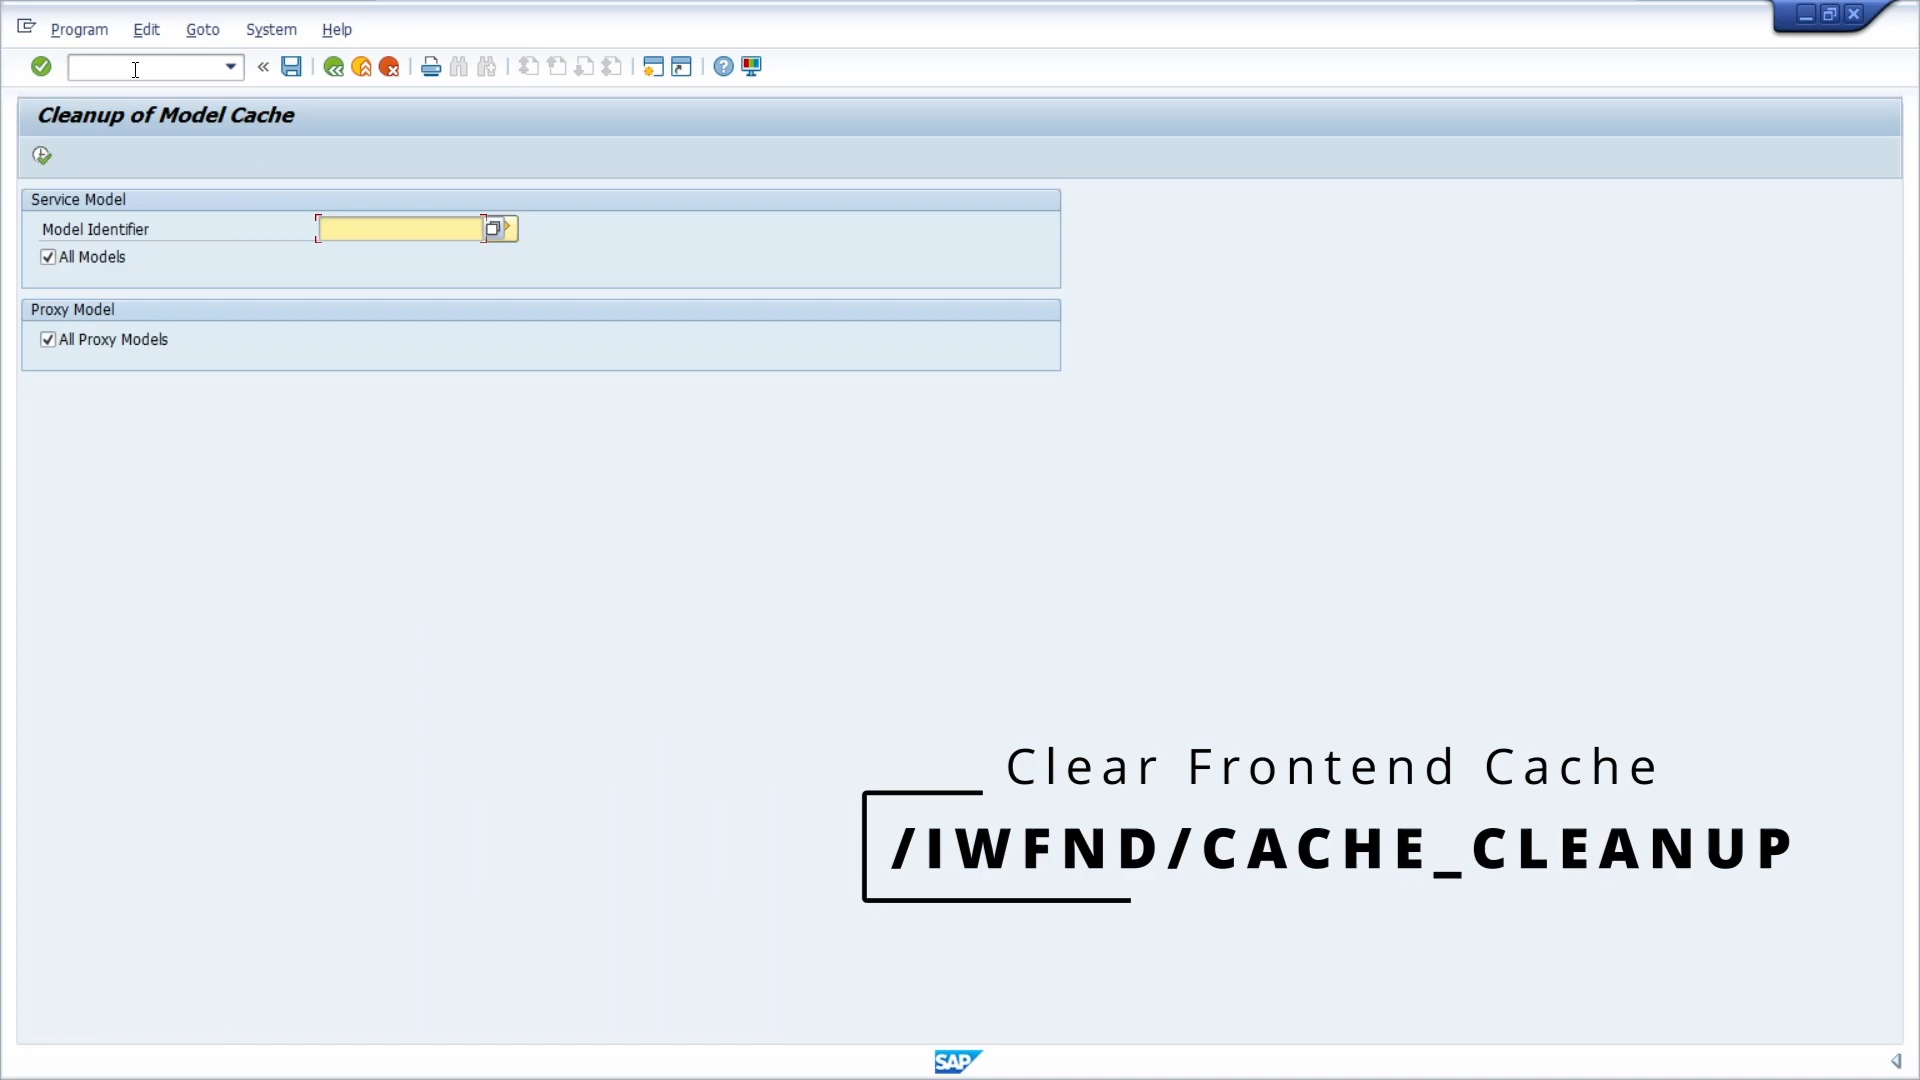 Program Edit Goto System Help
Cleanup of Model Cache
Service Model
Model Identifier
All Models
Proxy Model
All Proxy Models
Clear Frontend Cache
/IWFND/CACHE_CLEANUP
SAP